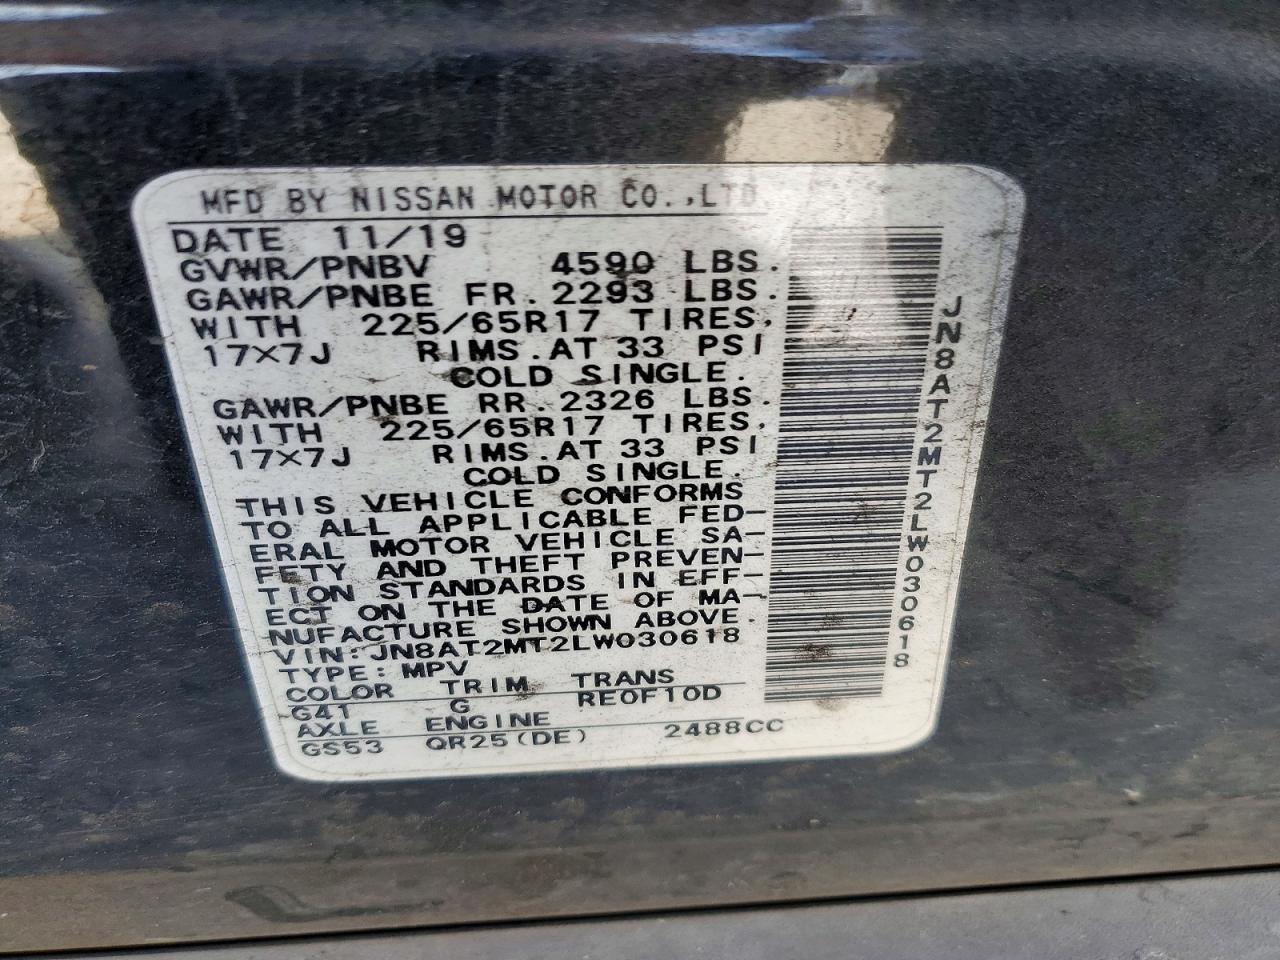 MFD BY NISSAN MOTOR CO.,LTD.
DATE 11/19
GVWR/PNBV 4590 LBS.
GAWR/PNBE FR. 2293 LBS.
WITH 225/65R17 TIRES,
17×7J RIMS. AT 33 PSI
COLD SINGLE.
GAWR/PNBE RR. 2326 LBS.
WITH 225/65R17 TIRES,
17×7J RIMS. AT 33 PSI
COLD SINGLE.
THIS VEHICLE CONFORMS
TO ALL APPLICABLE FED-
ERAL MOTOR VEHICLE SA-
FETY AND THEFT PREVEN-
TION STANDARDS IN EFF-
ECT ON THE DATE OF MA-
NUFACTURE SHOWN ABOVE.
VIN: JN8AT2MT2LW030618
TYPE: MPV
COLOR TRIM TRANS
G41 G RE0F10D
AXLE ENGINE
GS53 QR25(DE) 2488CC
JN8AT2MT2LW030618